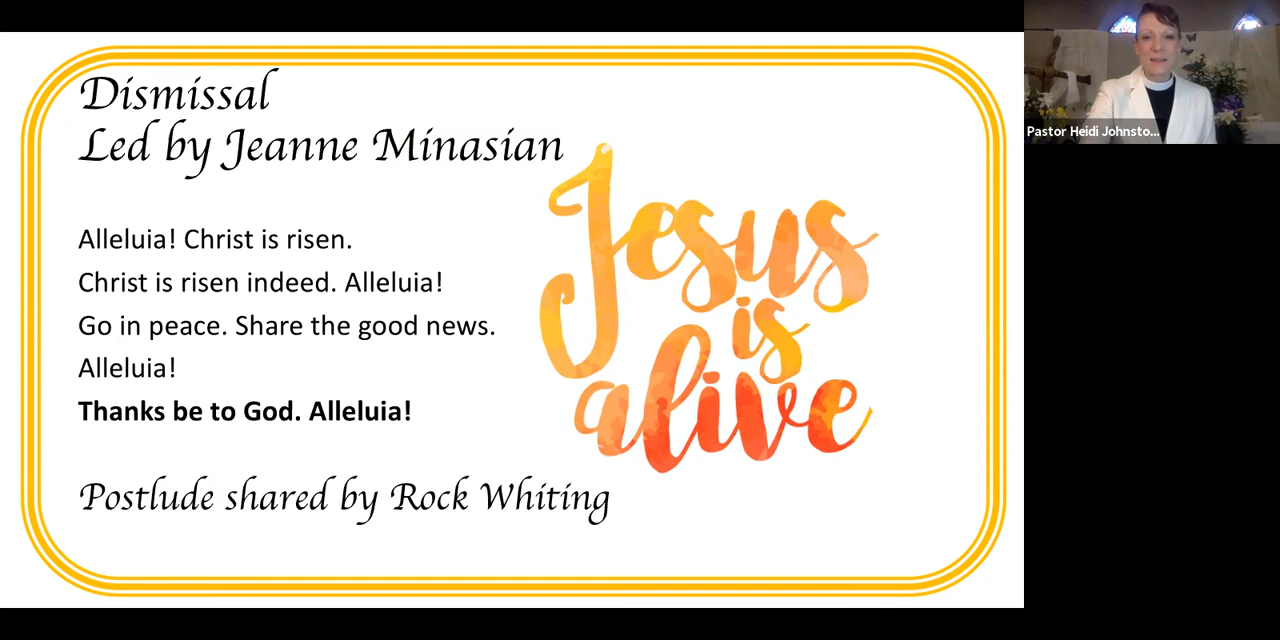 Dismissal
Led by Jeanne Minasian
Alleluia! Christ is risen.
Christ is risen indeed. Alleluia!
Go in peace. Share the good news.
Alleluia!
Thanks be to God. Alleluia!
Postlude shared by Rock Whiting
Jesus
is
alive
Pastor Heidi Johnsto...